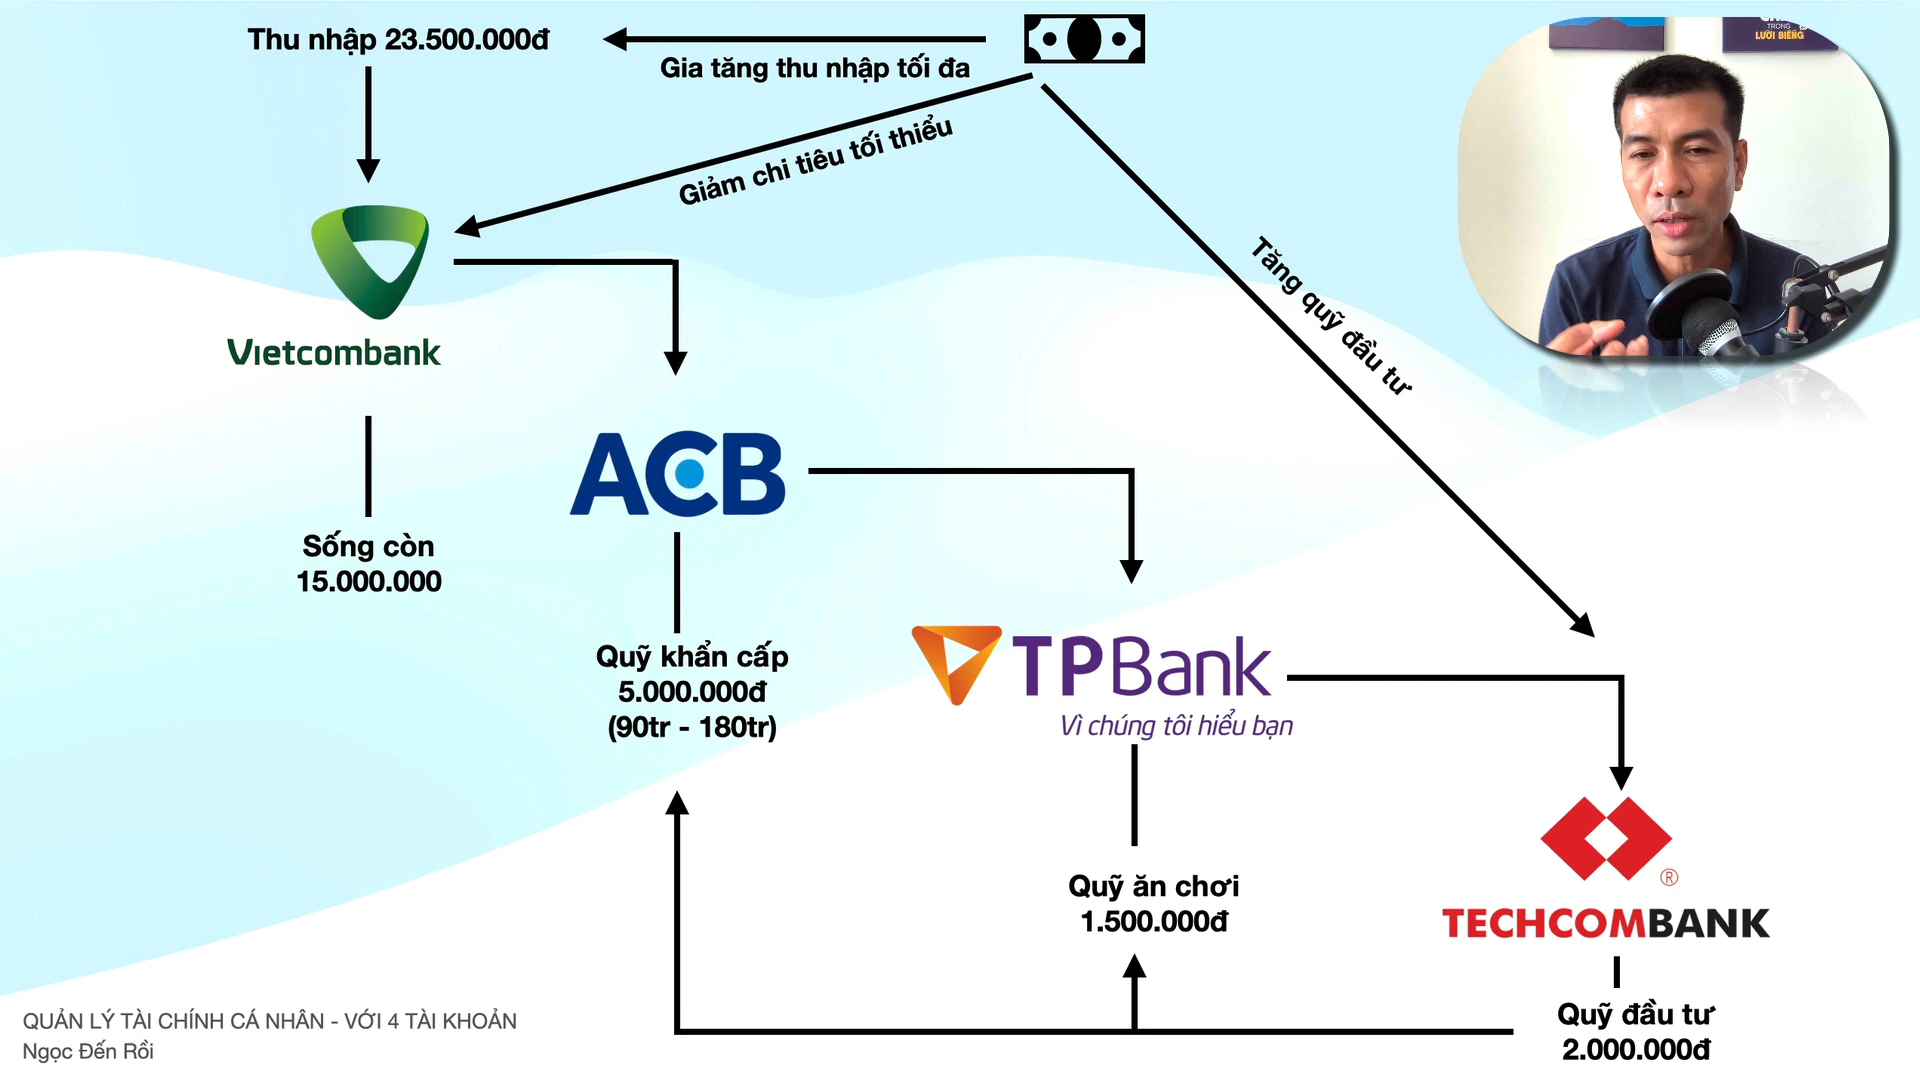 Thu nhập 23.500.000đ
Gia tăng thu nhập tối đa
Giảm chi tiêu tối thiểu
Tăng quỹ đầu tư
TRONG
LƯỜI BIẾNG
Vietcombank
Sống còn
15.000.000
ACB
Quỹ khẩn cấp
5.000.000đ
(90tr - 180tr)
TPBank
Vì chúng tôi hiểu bạn
Quỹ ăn chơi
1.500.000đ
®
TECHCOMBANK
Quỹ đầu tư
2.000.000đ
QUẢN LÝ TÀI CHÍNH CÁ NHÂN - VỚI 4 TÀI KHOẢN
Ngọc Đến Rồi